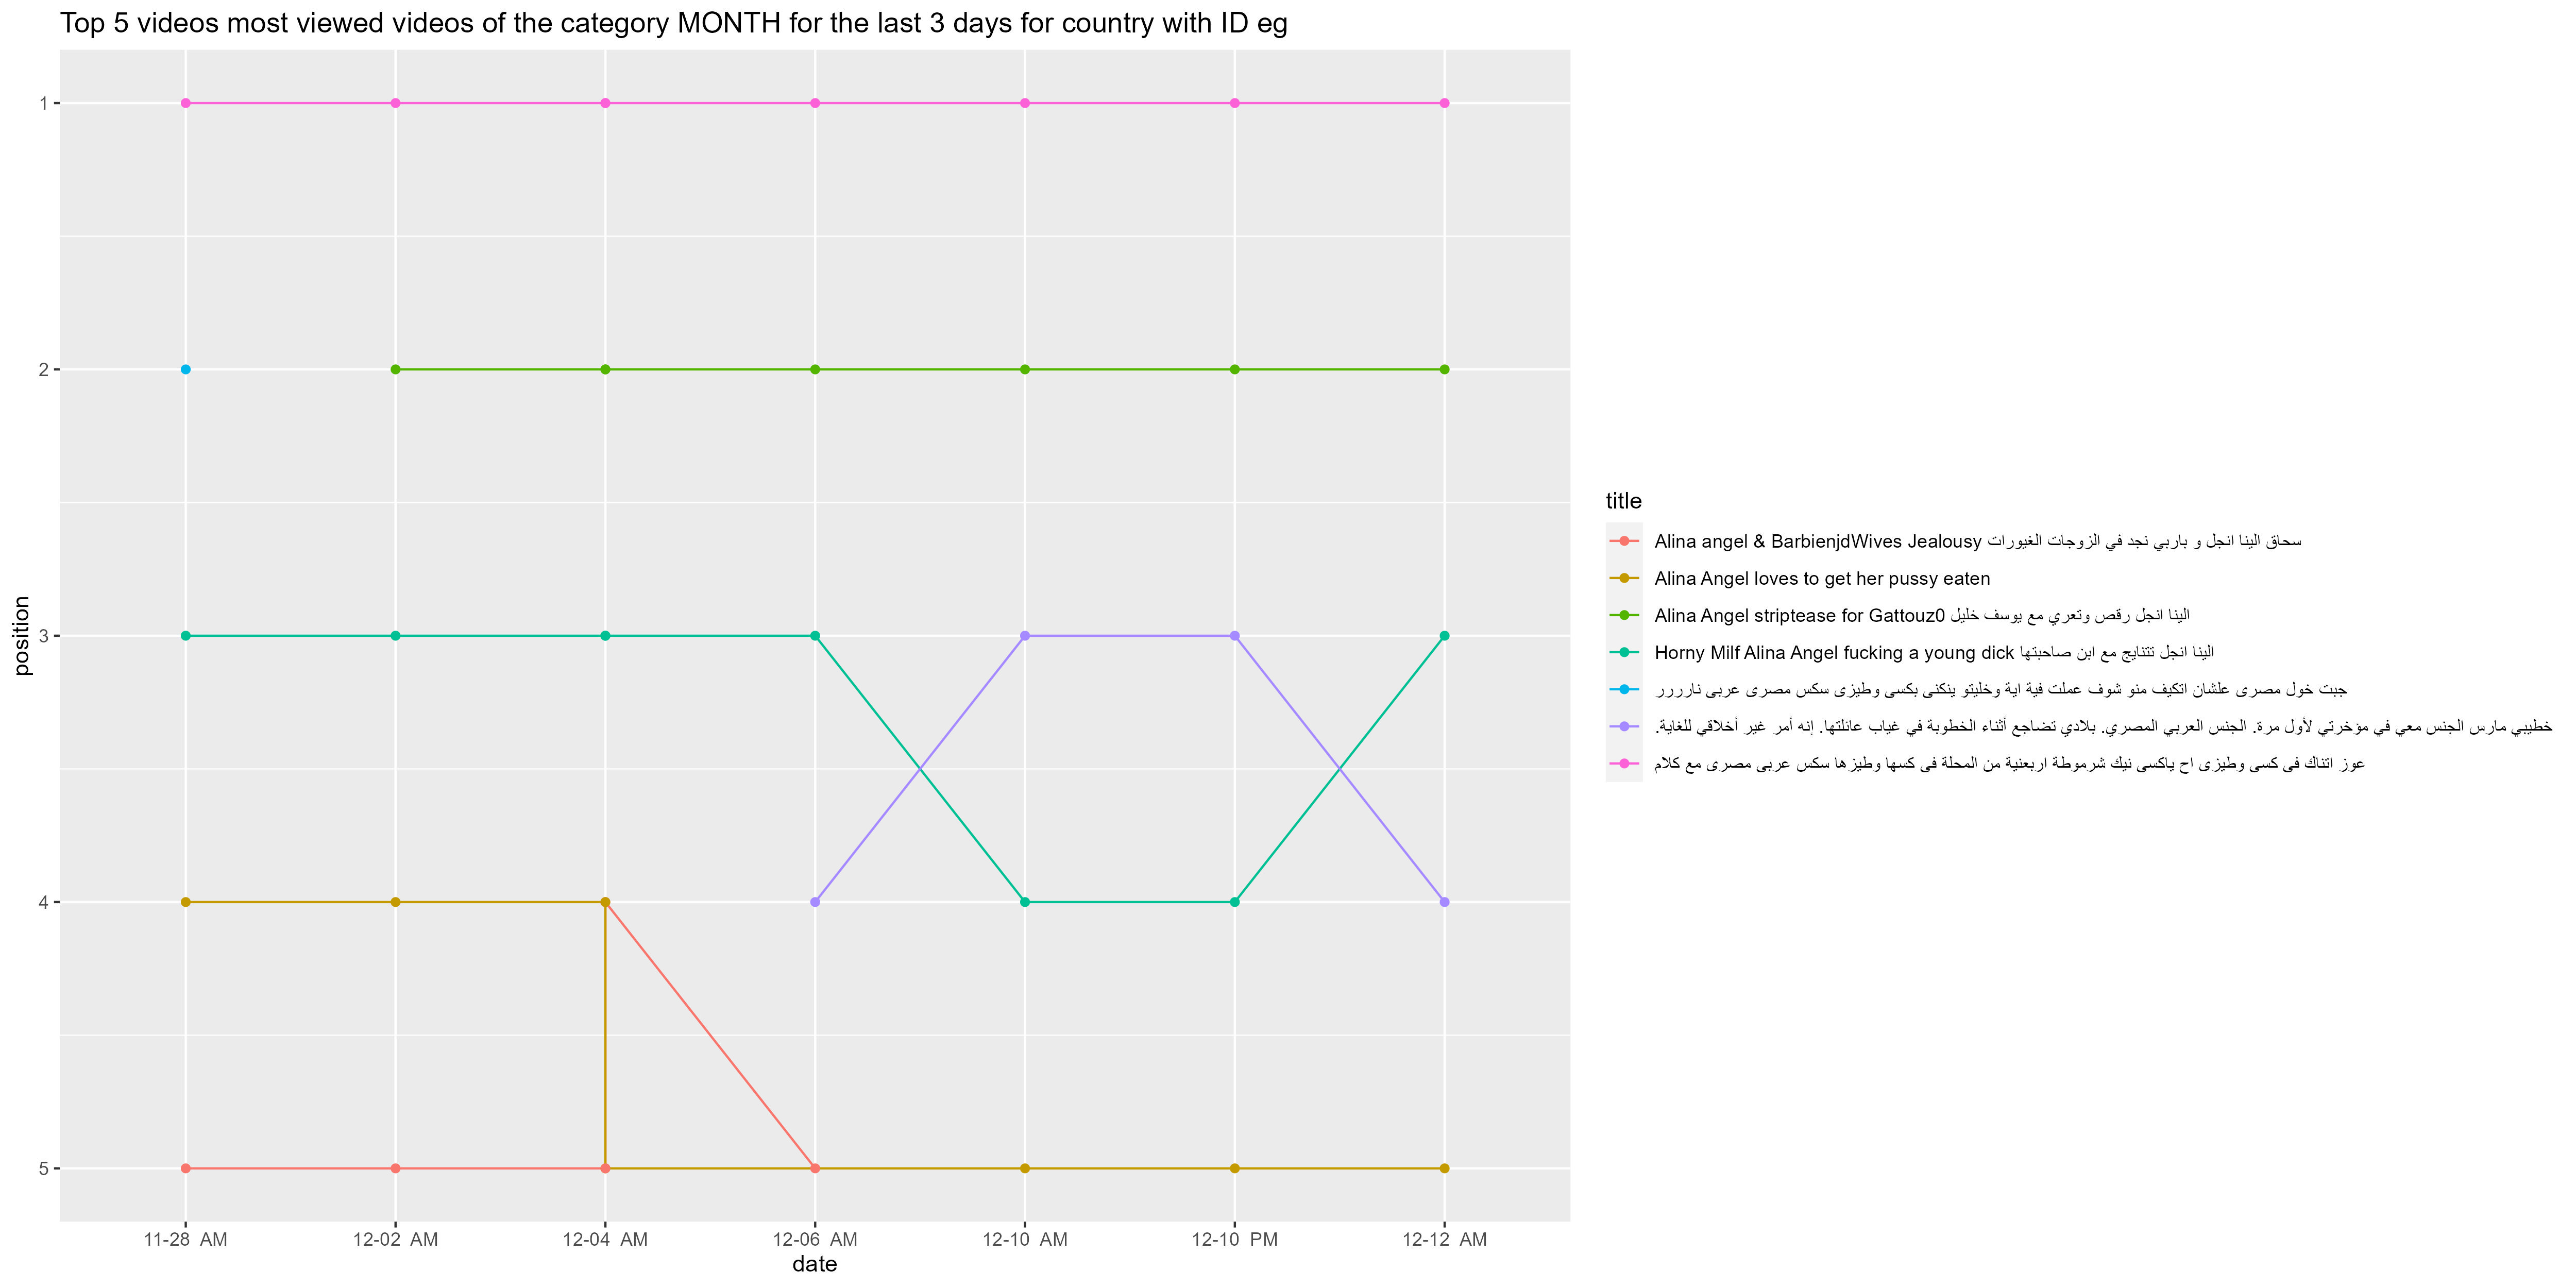 Top 5 videos most viewed videos of the category MONTH for the last 3 days for country with ID eg
position
1
2
3
4
5
11-28 AM
12-02 AM
12-04 AM
12-06 AM
12-10 AM
12-10 PM
12-12 AM
date
title
Alina angel & BarbienjdWives Jealousy سحاق الينا انجل و باربي نجد في الزوجات الغيورات
Alina Angel loves to get her pussy eaten
Alina Angel striptease for Gattouz0 الينا انجل رقص وتعري مع يوسف خليل
Horny Milf Alina Angel fucking a young dick الينا انجل تتنايج مع ابن صاحبتها
جبت خول مصرى علشان اتكيف منو شوف عملت فية اية وخليتو ينكنى بكسى وطيزى سكس مصرى عربى نارررر
خطيبي مارس الجنس معي في مؤخرتي لأول مرة. الجنس العربي المصري. بلادي تضاجع أثناء الخطوبة في غياب عائلتها. إنه أمر غير أخلاقي للغاية.
عوز اتناك فى كسى وطيزى اح ياكسى نيك شرموطة اربعنية من المحلة فى كسها وطيزها سكس عربى مصرى مع كلام